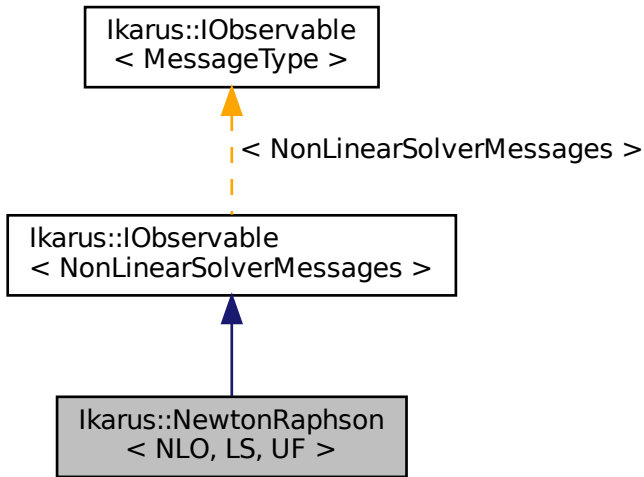 Ikarus::IObservable
< MessageType >
< NonLinearSolverMessages >
Ikarus::IObservable
< NonLinearSolverMessages >
Ikarus::NewtonRaphson
< NLO, LS, UF >